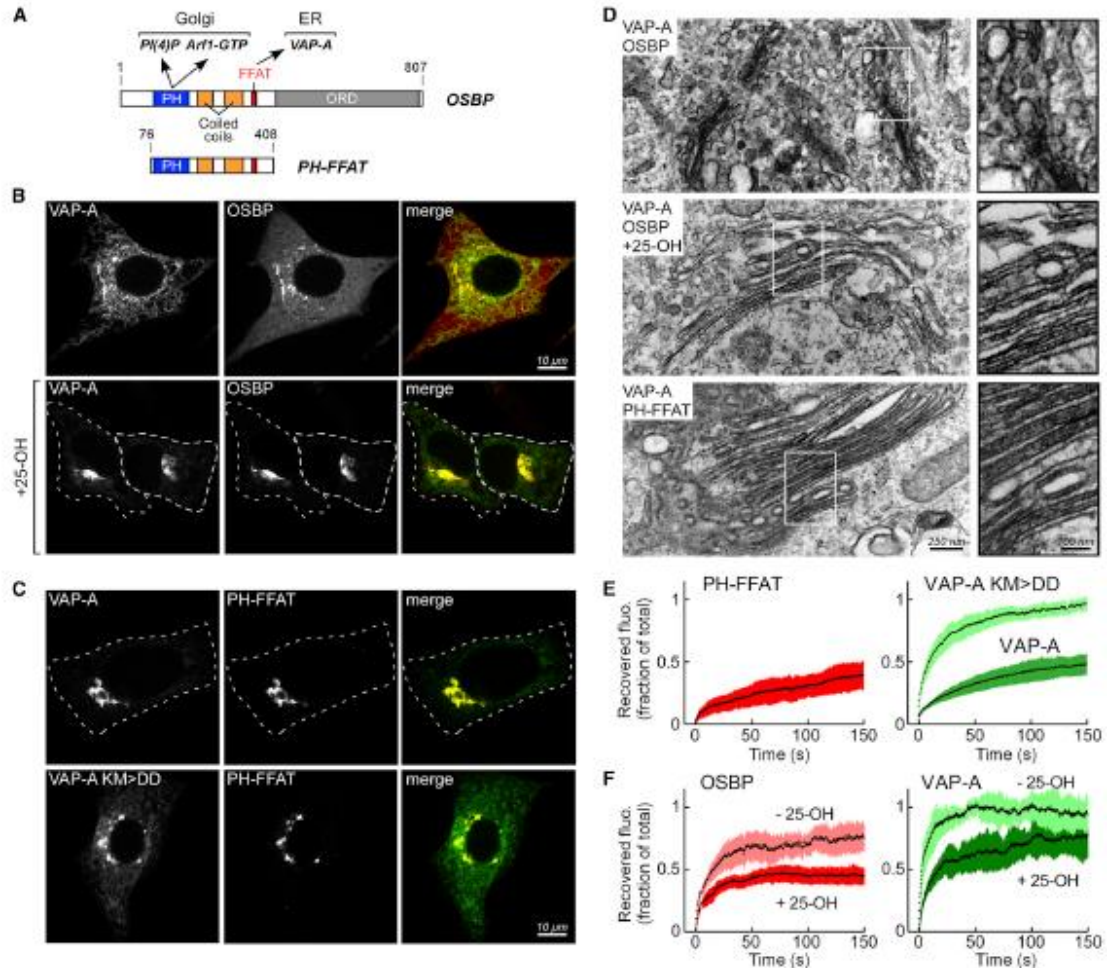 A
Golgi
ER
PI(4)P Arf1-GTP
VAP-A
1
FFAT
807
PH
ORD
OSBP
Coiled
coils
76
408
PH
PH-FFAT
B
VAP-A
OSBP
merge
10 µm
+25-OH
VAP-A
OSBP
merge
C
VAP-A
PH-FFAT
merge
VAP-A KM>DD
PH-FFAT
merge
10 µm
D
VAP-A
OSBP
VAP-A
OSBP
+25-OH
VAP-A
PH-FFAT
250 nm
100 nm
E
PH-FFAT
Recovered fluo.
(fraction of total)
1
0.5
0
50
100
150
Time (s)
VAP-A KM>DD
VAP-A
1
0.5
0
50
100
150
Time (s)
F
OSBP
Recovered fluo.
(fraction of total)
- 25-OH
+ 25-OH
1
0.5
0
0
50
100
150
Time (s)
VAP-A
- 25-OH
+ 25-OH
1
0.5
0
0
50
100
150
Time (s)